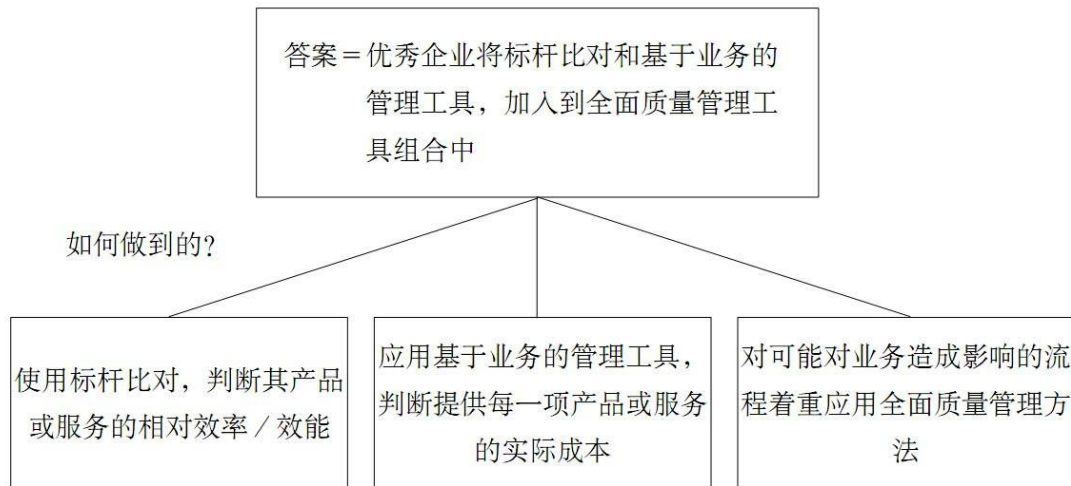 答案＝优秀企业将标杆比对和基于业务的
管理工具，加入到全面质量管理工
具组合中
如何做到的？
使用标杆比对，判断其产品
或服务的相对效率／效能
应用基于业务的管理工具，
判断提供每一项产品或服务
的实际成本
对可能对业务造成影响的流
程着重应用全面质量管理方
法